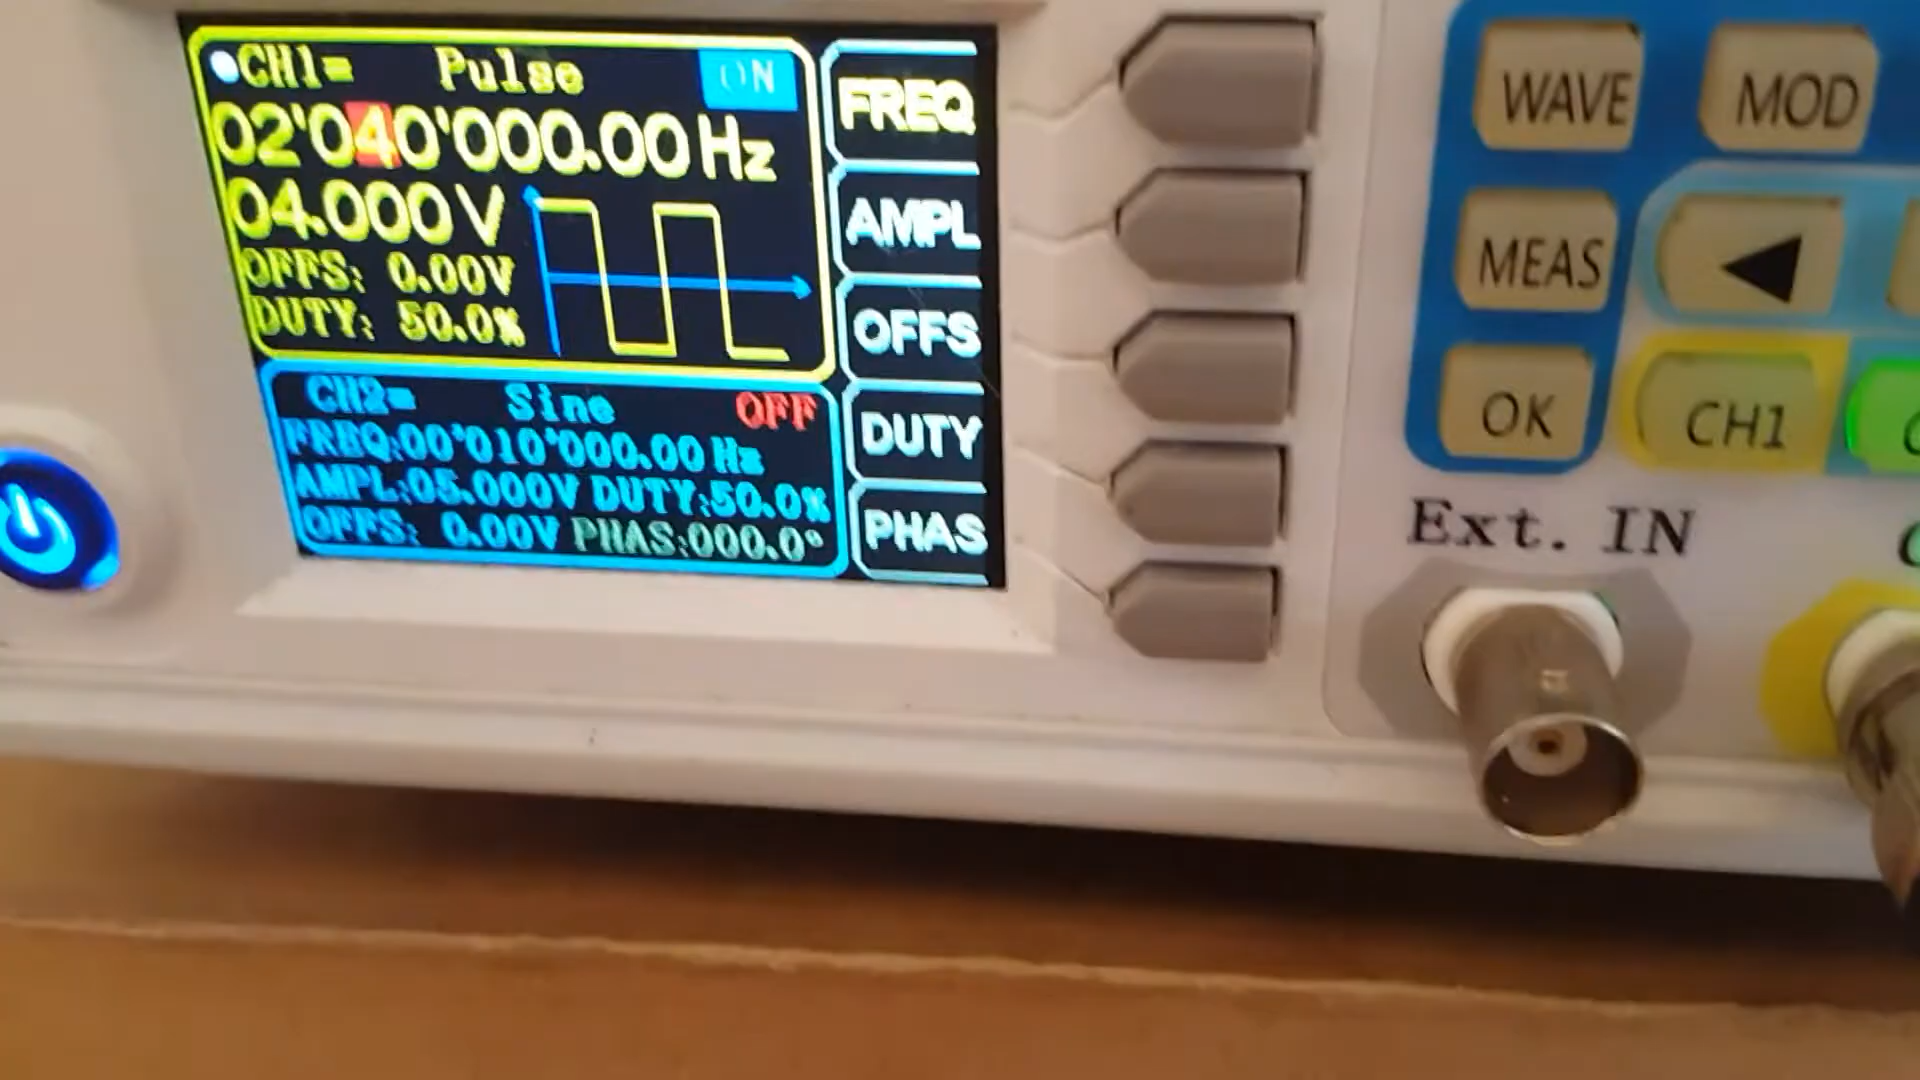 CH1= Pulse ON
02'040'000.00 Hz
04.000 V
OFFS: 0.00V
DUTY: 50.0%
CH2= Sine OFF
FREQ:00'010'000.00 Hz
AMPL:05.000V DUTY:50.0%
OFFS: 0.00V PHAS:000.0°
FREQ
AMPL
OFFS
DUTY
PHAS
WAVE MOD
MEAS
OK CH1
Ext. IN